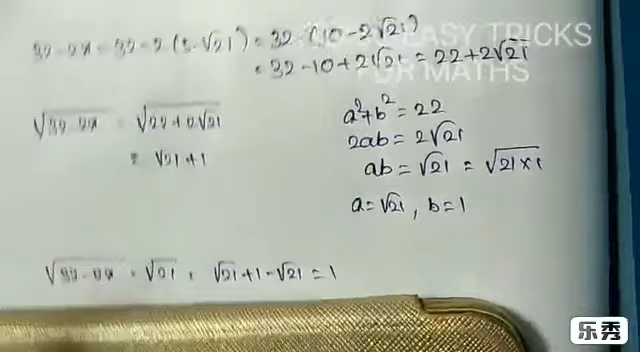 32-2x = 32-2(5-√21) = 32-(10-2√21)
EASY TRICKS
= 32-10+2√21 = 22+2√21
FOR MATHS
√32-2x = √22+2√21
= √21+1
a²+b² = 22
2ab = 2√21
ab = √21 = √21×1
a=√21, b=1
√32-2x - √21 = √21+1-√21 = 1
乐秀